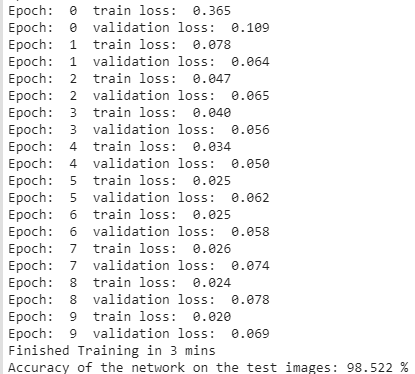 Epoch:  0  train loss:  0.365
Epoch:  0  validation loss:  0.109
Epoch:  1  train loss:  0.078
Epoch:  1  validation loss:  0.064
Epoch:  2  train loss:  0.047
Epoch:  2  validation loss:  0.065
Epoch:  3  train loss:  0.040
Epoch:  3  validation loss:  0.056
Epoch:  4  train loss:  0.034
Epoch:  4  validation loss:  0.050
Epoch:  5  train loss:  0.025
Epoch:  5  validation loss:  0.062
Epoch:  6  train loss:  0.025
Epoch:  6  validation loss:  0.058
Epoch:  7  train loss:  0.026
Epoch:  7  validation loss:  0.074
Epoch:  8  train loss:  0.024
Epoch:  8  validation loss:  0.078
Epoch:  9  train loss:  0.020
Epoch:  9  validation loss:  0.069
Finished Training in 3 mins
Accuracy of the network on the test images: 98.522 %